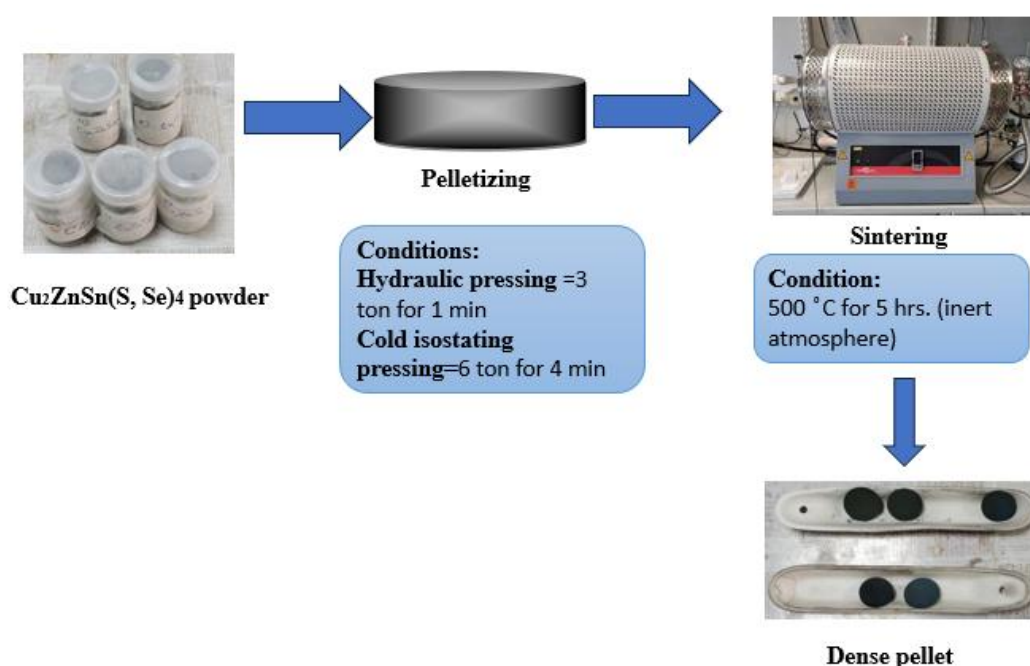 Pelletizing
Sintering
Cu₂ZnSn(S, Se)4 powder
Conditions:
Hydraulic pressing =3
ton for 1 min
Cold isostating
pressing=6 ton for 4 min
Condition:
500 ˚C for 5 hrs. (inert
atmosphere)
Dense pellet